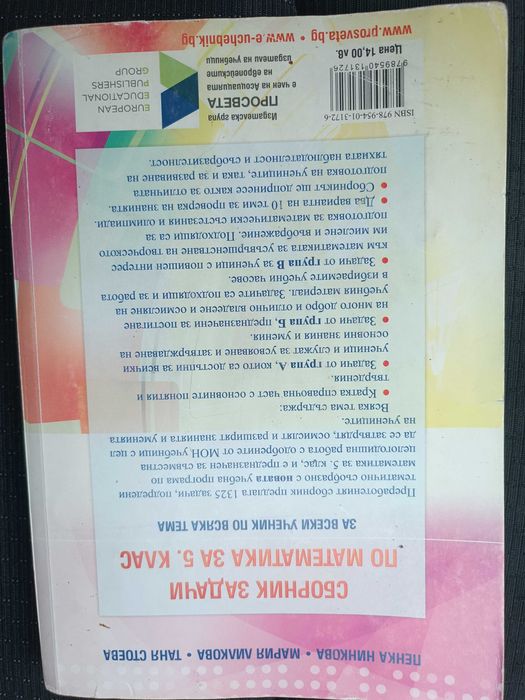 ПЕНКА НИНКОВА • МАРИЯ ЛИЛКОВА • ТАНЯ СТОЕВА
СБОРНИК ЗАДАЧИ
ПО МАТЕМАТИКА ЗА 5. КЛАС
ЗА ВСЕКИ УЧЕНИК ПО ВСЯКА ТЕМА
Преработеният сборник предлага 1325 задачи, подредени
тематично съобразно с новата учебна програма по
математика за 5. клас, и е предназначен за съвместна
целогодишна работа с одобрените от МОН учебници с цел
да се затвърдят, осмислят и разширят знанията и уменията
на учениците.
Всяка тема съдържа:
• Кратка справочна част с основните понятия и
твърдения.
• Задачи от група А, които са достъпни за всички
ученици и служат за усвояване и затвърждаване на
основни знания и умения.
• Задачи от група Б, предназначени за постигане
на много добро и отлично владеене и осмисляне на
учебния материал. Задачите са подходящи и за работа
в избираемите учебни часове.
• Задачи от група В за ученици с повишен интерес
към математиката за усъвършенстване на творческото
им мислене и въображение. Подходящи са за
подготовка за математически състезания и олимпиади.
• Два варианта на 10 теми за проверка на знанията.
• Сборникът ще допринесе както за отличната
подготовка на учениците, така и за развиване на
тяхната наблюдателност и съобразителност.
EUROPEAN
EDUCATIONAL
PUBLISHERS
GROUP
Издателска група
ПРОСВЕТА
е член на Асоциацията
на европейските
издатели на учебници
ISBN 978-954-01-3172-6
9789540131726
Цена 14,00 лв.
www.prosveta.bg • www.e-uchebnik.bg